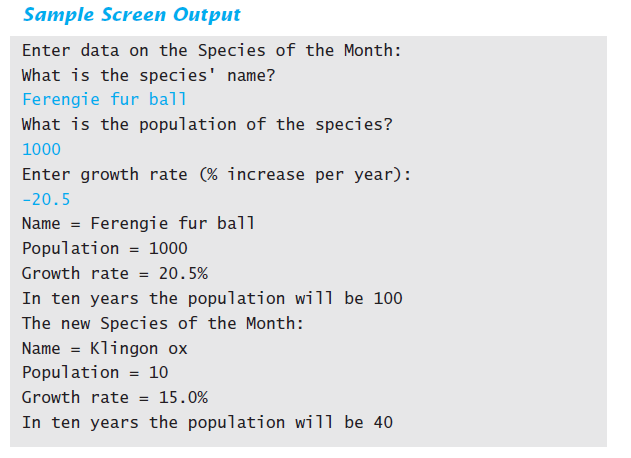 Sample Screen Output
Enter data on the Species of the Month:
What is the species' name?
Ferengie fur ball
What is the population of the species?
1000
Enter growth rate (% increase per year):
-20.5
Name = Ferengie fur ball
Population = 1000
Growth rate = 20.5%
In ten years the population will be 100
The new Species of the Month:
Name = Klingon ox
Population = 10
Growth rate = 15.0%
In ten years the population will be 40